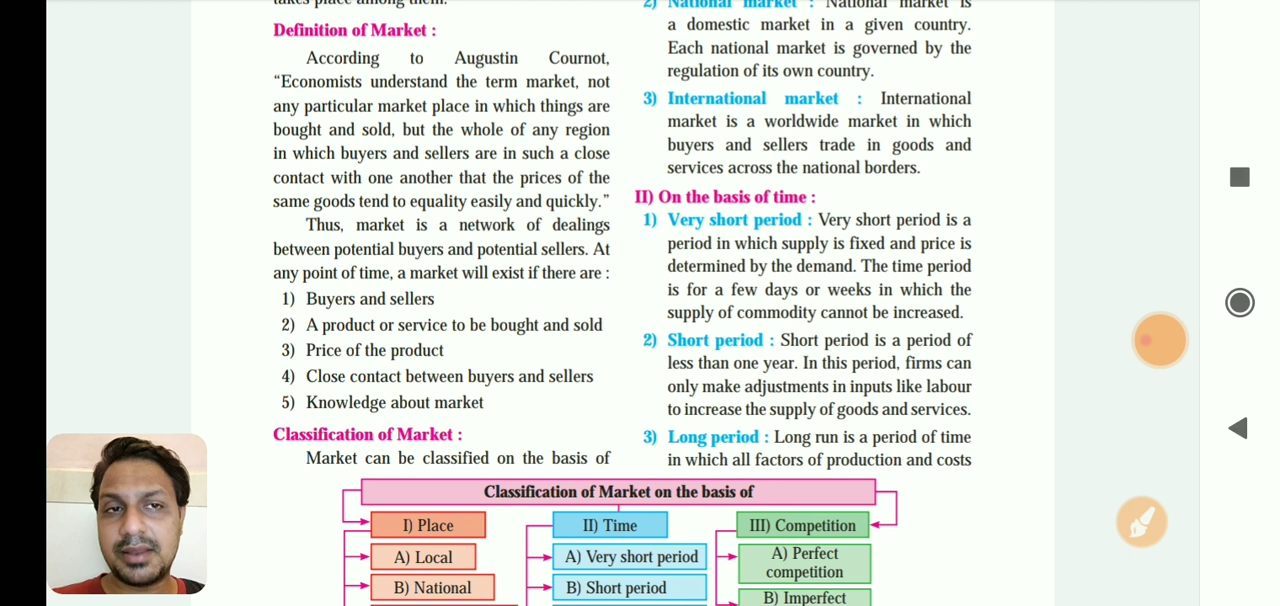 takes place among them.
Definition of Market :
According to Augustin Cournot,
“Economists understand the term market, not
any particular market place in which things are
bought and sold, but the whole of any region
in which buyers and sellers are in such a close
contact with one another that the prices of the
same goods tend to equality easily and quickly.”
Thus, market is a network of dealings
between potential buyers and potential sellers. At
any point of time, a market will exist if there are :
1) Buyers and sellers
2) A product or service to be bought and sold
3) Price of the product
4) Close contact between buyers and sellers
5) Knowledge about market
Classification of Market :
Market can be classified on the basis of
2) National market : National market is
a domestic market in a given country.
Each national market is governed by the
regulation of its own country.
3) International market : International
market is a worldwide market in which
buyers and sellers trade in goods and
services across the national borders.
II) On the basis of time :
1) Very short period : Very short period is a
period in which supply is fixed and price is
determined by the demand. The time period
is for a few days or weeks in which the
supply of commodity cannot be increased.
2) Short period : Short period is a period of
less than one year. In this period, firms can
only make adjustments in inputs like labour
to increase the supply of goods and services.
3) Long period : Long run is a period of time
in which all factors of production and costs
Classification of Market on the basis of
I) Place
A) Local
B) National
II) Time
A) Very short period
B) Short period
III) Competition
A) Perfect
competition
B) Imperfect